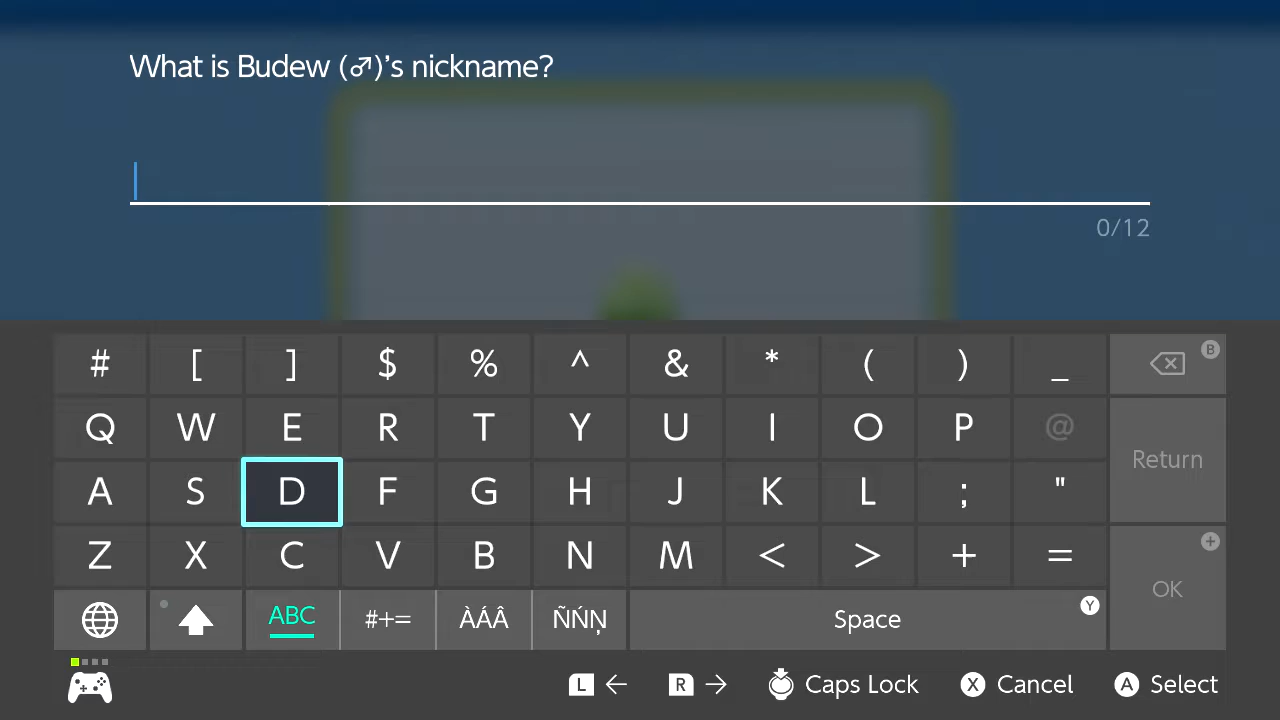 What is Budew (♂)'s nickname?
0/12
# [ ] $ % ^ & * ( ) _ B
Q W E R T Y U I O P @ Return
A S D F G H J K L ; "
Z X C V B N M < > + = + OK
ABC #+= ÀÁÂ ÑŃŅ Space Y
L ← R → Caps Lock X Cancel A Select